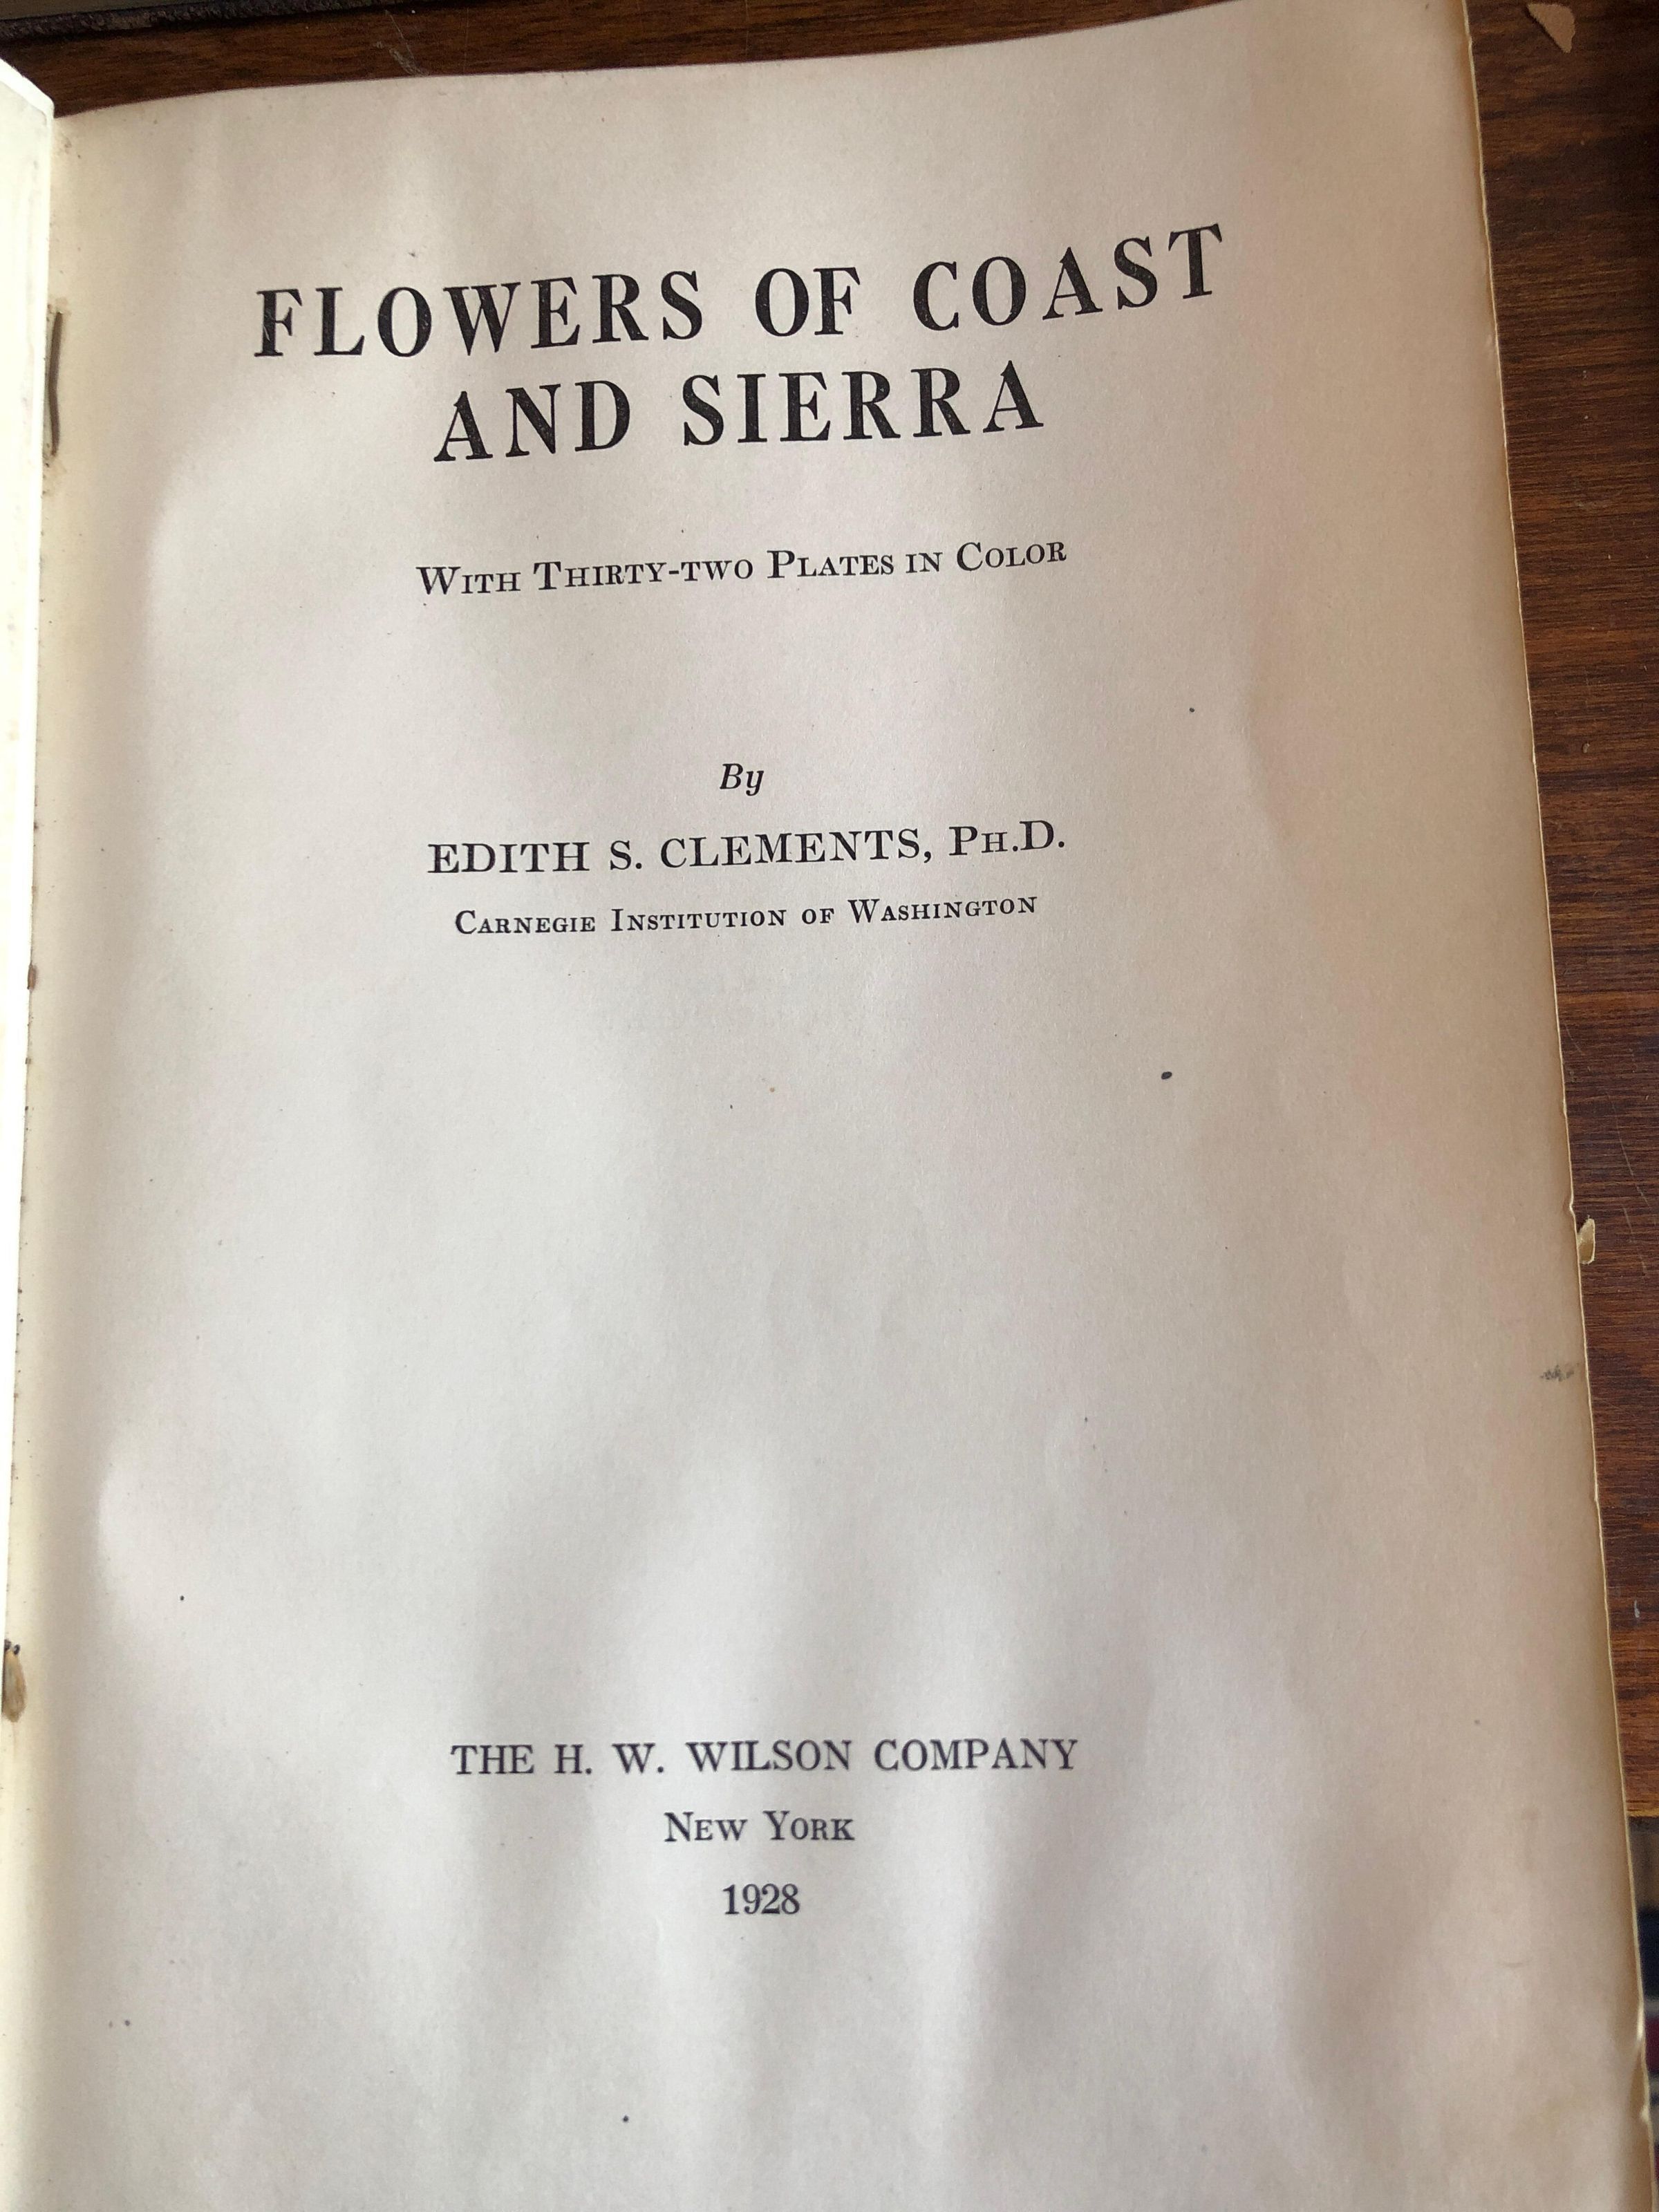 FLOWERS OF COAST
AND SIERRA
WITH THIRTY-TWO PLATES IN COLOR
By
EDITH S. CLEMENTS, PH.D.
CARNEGIE INSTITUTION OF WASHINGTON
THE H. W. WILSON COMPANY
NEW YORK
1928